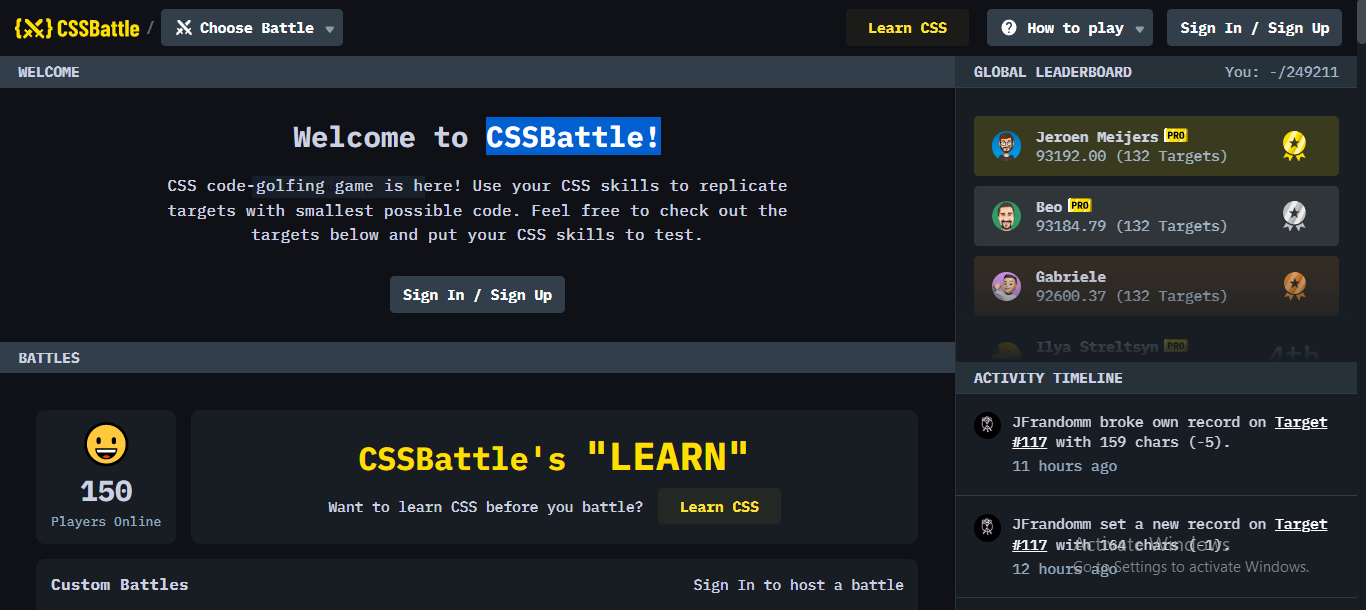 CSSBattle / Choose Battle
Learn CSS
How to play
Sign In / Sign Up
WELCOME
Welcome to CSSBattle!
CSS code-golfing game is here! Use your CSS skills to replicate
targets with smallest possible code. Feel free to check out the
targets below and put your CSS skills to test.
Sign In / Sign Up
BATTLES
150
Players Online
CSSBattle's "LEARN"
Want to learn CSS before you battle? Learn CSS
Custom Battles
Sign In to host a battle
GLOBAL LEADERBOARD
You: -/249211
Jeroen Meijers PRO
93192.00 (132 Targets)
Beo PRO
93184.79 (132 Targets)
Gabriele
92600.37 (132 Targets)
Ilya Streltsyn PRO
4th
ACTIVITY TIMELINE
JFrandomm broke own record on Target
#117 with 159 chars (-5).
11 hours ago
JFrandomm set a new record on Target
#117 with 164 chars (-1).
12 hours ago
Activate Windows
Go to Settings to activate Windows.